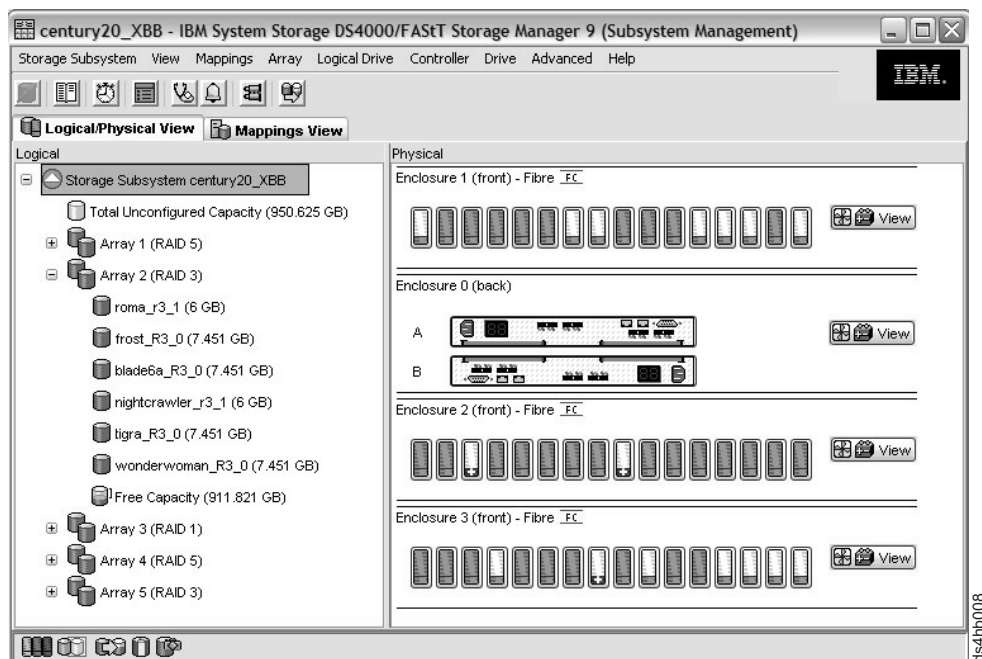 century20_XBB - IBM System Storage DS4000/FAStT Storage Manager 9 (Subsystem Management)
Storage Subsystem View Mappings Array Logical Drive Controller Drive Advanced Help
IBM.
Logical/Physical View Mappings View
Logical
Storage Subsystem century20_XBB
Total Unconfigured Capacity (950.625 GB)
Array 1 (RAID 5)
Array 2 (RAID 3)
roma_r3_1 (6 GB)
frost_R3_0 (7.451 GB)
blade6a_R3_0 (7.451 GB)
nightcrawler_r3_1 (6 GB)
tigra_R3_0 (7.451 GB)
wonderwoman_R3_0 (7.451 GB)
Free Capacity (911.821 GB)
Array 3 (RAID 1)
Array 4 (RAID 5)
Array 5 (RAID 3)
Physical
Enclosure 1 (front) - Fibre FC
View
Enclosure 0 (back)
A
88
View
B
88
Enclosure 2 (front) - Fibre FC
View
Enclosure 3 (front) - Fibre FC
View
ds4hb008